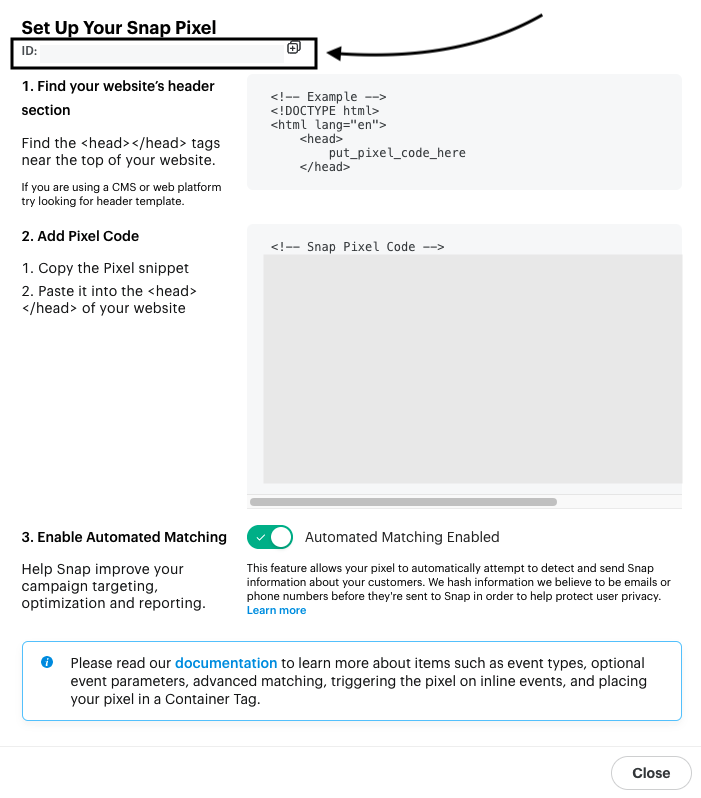 Set Up Your Snap Pixel
ID:
1. Find your website's header
section
Find the <head></head> tags
near the top of your website.
If you are using a CMS or web platform
try looking for header template.
<!-- Example -->
<!DOCTYPE html>
<html lang="en">
    <head>
        put_pixel_code_here
    </head>
2. Add Pixel Code
1. Copy the Pixel snippet
2. Paste it into the <head>
</head> of your website
<!-- Snap Pixel Code -->
3. Enable Automated Matching
Help Snap improve your
campaign targeting,
optimization and reporting.
Automated Matching Enabled
This feature allows your pixel to automatically attempt to detect and send Snap
information about your customers. We hash information we believe to be emails or
phone numbers before they're sent to Snap in order to help protect user privacy.
Learn more
Please read our documentation to learn more about items such as event types, optional
event parameters, advanced matching, triggering the pixel on inline events, and placing
your pixel in a Container Tag.
Close